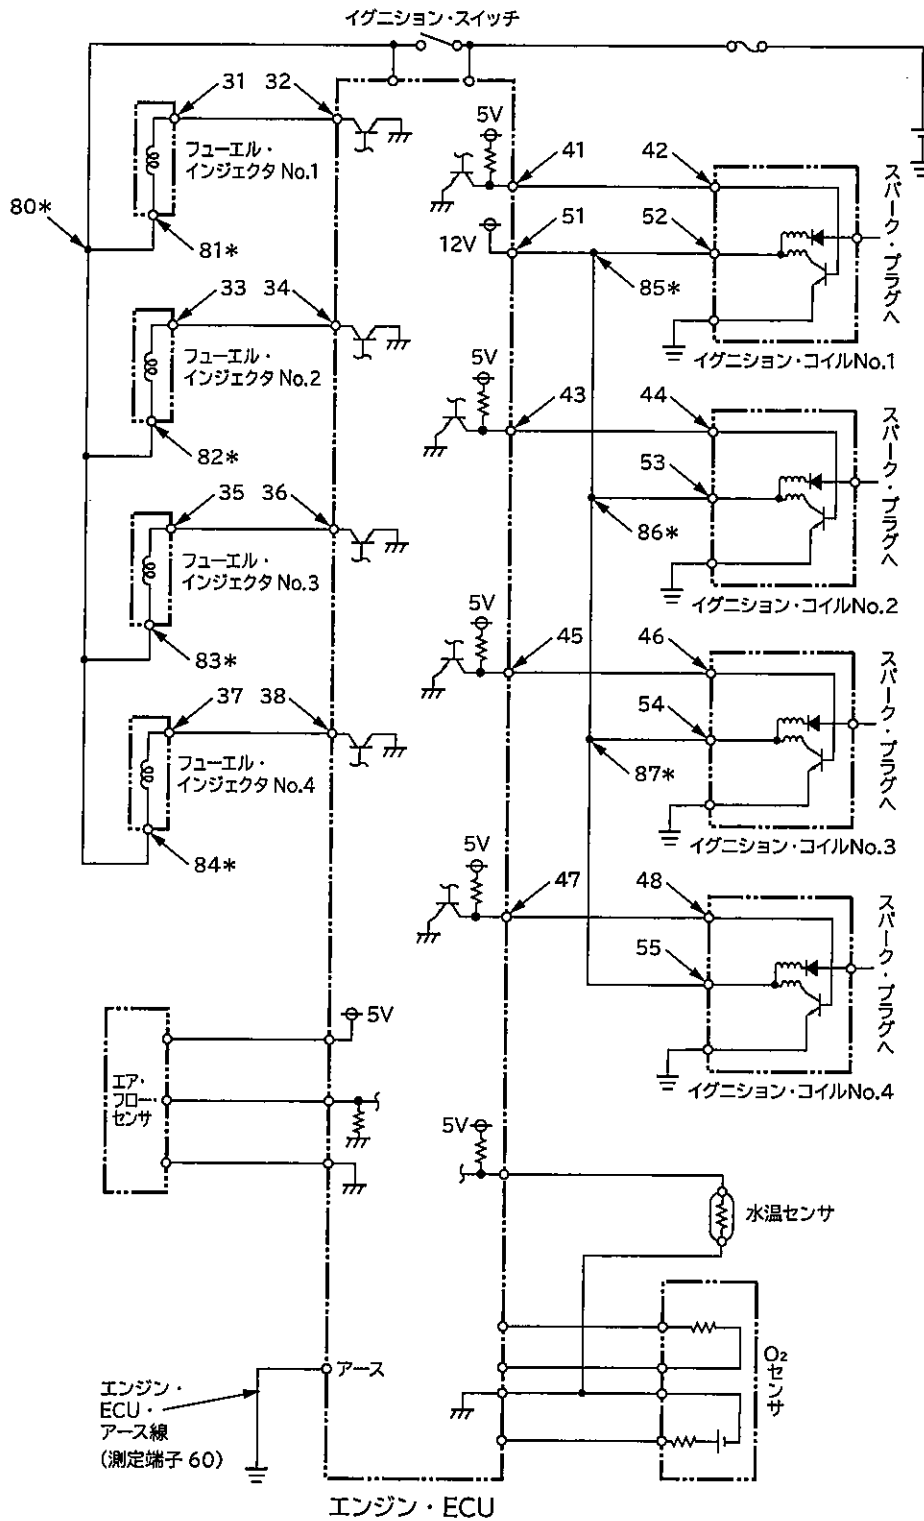 イグニション・スイッチ
31
32
フューエル・
インジェクタ No.1
80*
81*
33
34
フューエル・
インジェクタ No.2
82*
35
36
フューエル・
インジェクタ No.3
83*
37
38
フューエル・
インジェクタ No.4
84*
5V
41
42
12V
51
52
85*
スパーク・プラグへ
イグニション・コイルNo.1
5V
43
44
53
86*
スパーク・プラグへ
イグニション・コイルNo.2
5V
45
46
54
87*
スパーク・プラグへ
イグニション・コイルNo.3
5V
47
48
55
スパーク・プラグへ
イグニション・コイルNo.4
エア・
フロー・
センサ
5V
5V
水温センサ
O2センサ
アース
エンジン・
ECU・
アース線
(測定端子 60)
エンジン・ECU